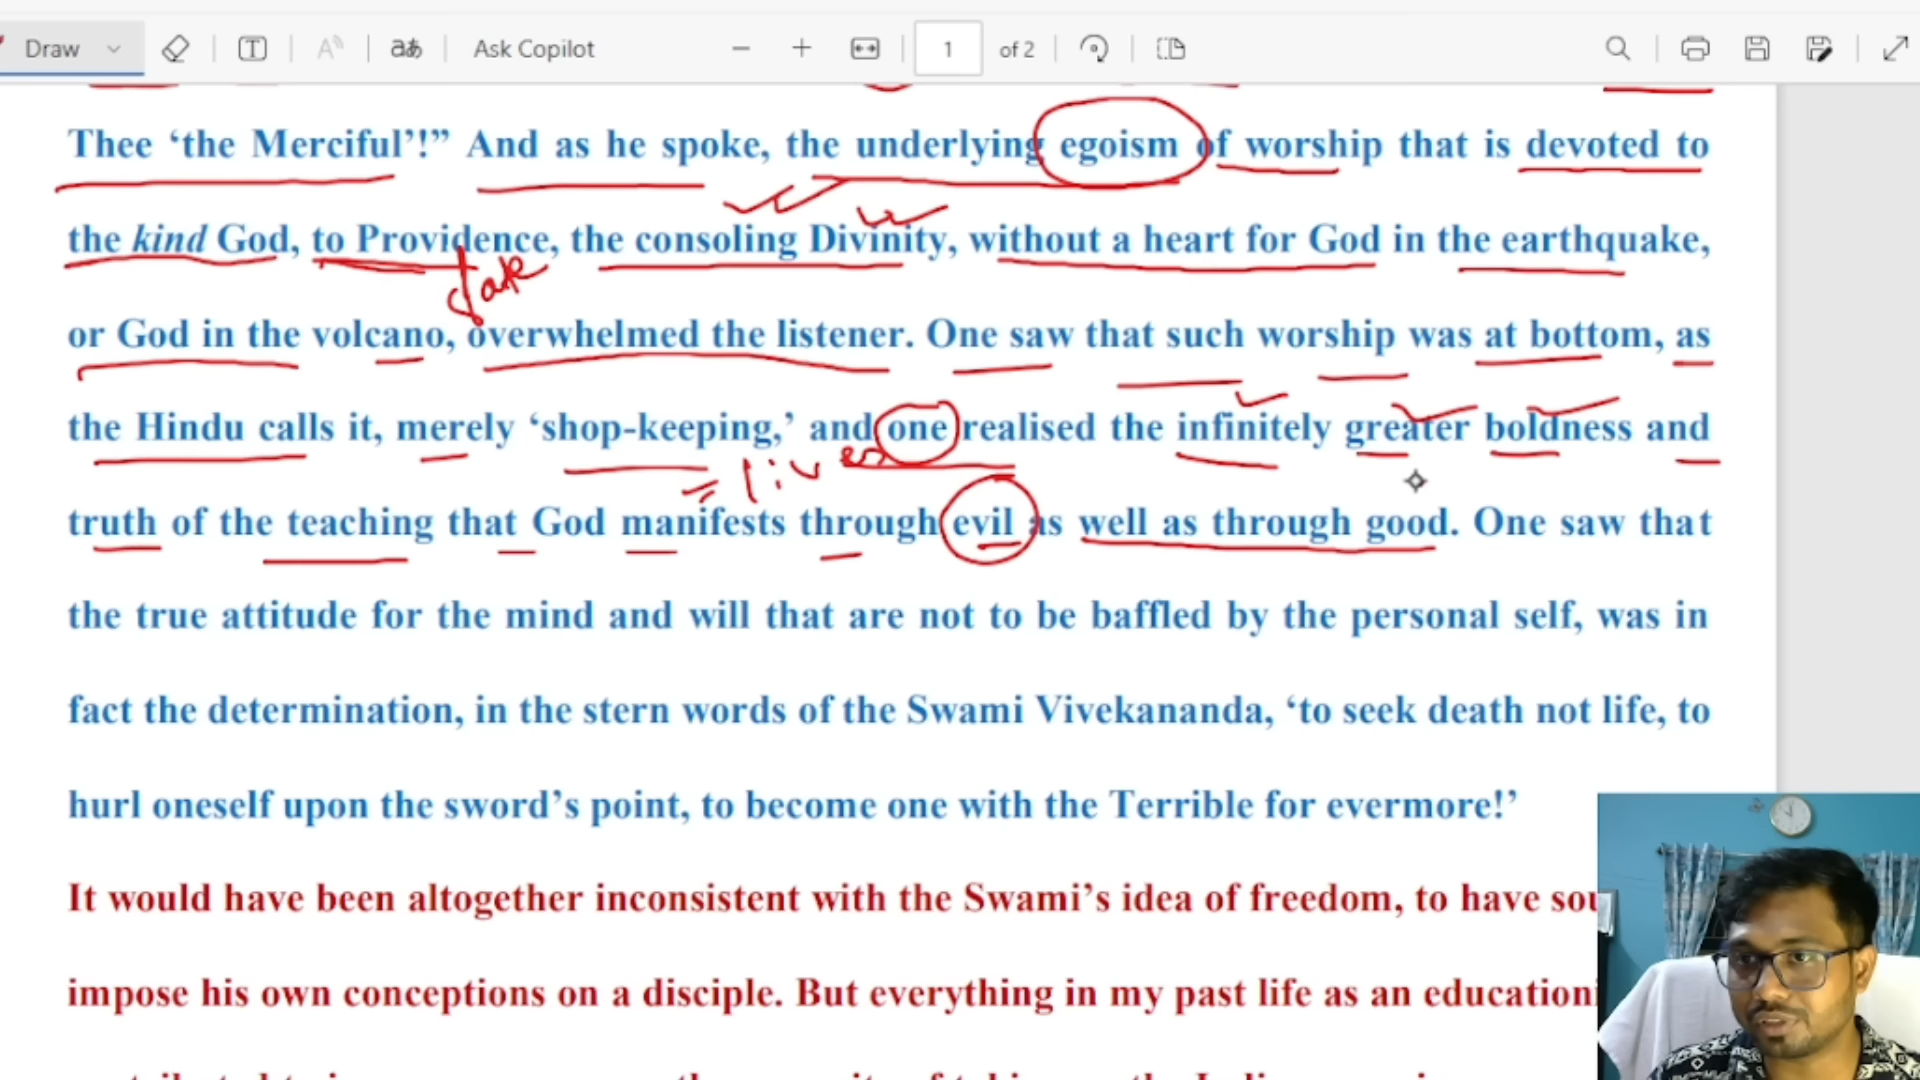 Draw Ask Copilot 1 of 2
Thee ‘the Merciful’!” And as he spoke, the underlying egoism of worship that is devoted to
the kind God, to Providence, the consoling Divinity, without a heart for God in the earthquake,
or God in the volcano, overwhelmed the listener. One saw that such worship was at bottom, as
the Hindu calls it, merely ‘shop-keeping,’ and one realised the infinitely greater boldness and
= lives
truth of the teaching that God manifests through evil as well as through good. One saw that
the true attitude for the mind and will that are not to be baffled by the personal self, was in
fact the determination, in the stern words of the Swami Vivekananda, ‘to seek death not life, to
hurl oneself upon the sword’s point, to become one with the Terrible for evermore!’
It would have been altogether inconsistent with the Swami’s idea of freedom, to have sou
impose his own conceptions on a disciple. But everything in my past life as an education